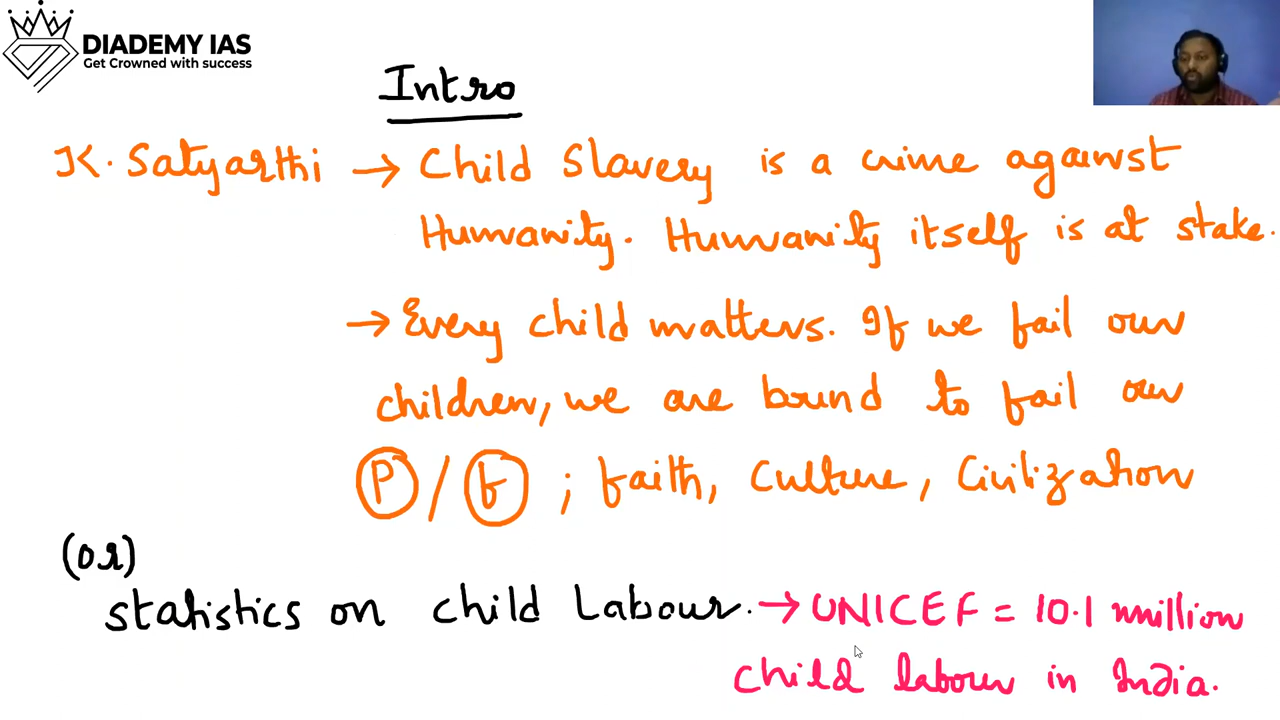 DIADEMY IAS
Get Crowned with success
Intro
K. Satyarthi → Child Slavery is a crime against
Humanity. Humanity itself is at stake.
→ Every child matters. If we fail our
children, we are bound to fail our
P / F ; faith, Culture, Civilization
(or)
statistics on child Labour. → UNICEF = 10.1 million
child labour in India.